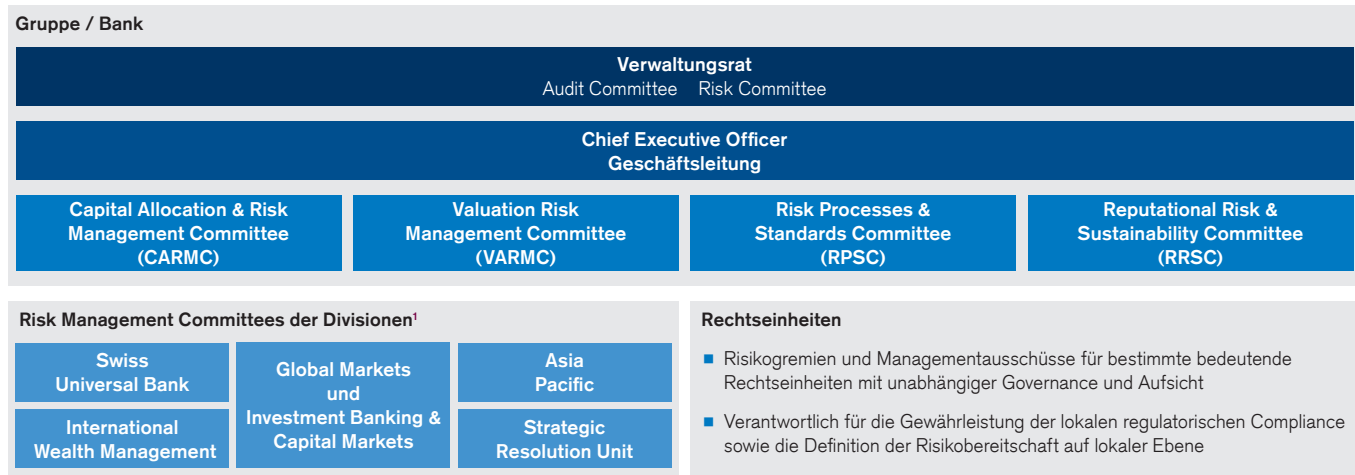 Gruppe / Bank
Verwaltungsrat
Audit Committee Risk Committee
Chief Executive Officer
Geschäftsleitung
Capital Allocation & Risk
Management Committee
(CARMC)
Valuation Risk
Management Committee
(VARMC)
Risk Processes &
Standards Committee
(RPSC)
Reputational Risk &
Sustainability Committee
(RRSC)
Risk Management Committees der Divisionen¹
Swiss
Universal Bank
International
Wealth Management
Global Markets
und
Investment Banking &
Capital Markets
Asia
Pacific
Strategic
Resolution Unit
Rechtseinheiten
■ Risikogremien und Managementausschüsse für bestimmte bedeutende
Rechtseinheiten mit unabhängiger Governance und Aufsicht
■ Verantwortlich für die Gewährleistung der lokalen regulatorischen Compliance
sowie die Definition der Risikobereitschaft auf lokaler Ebene